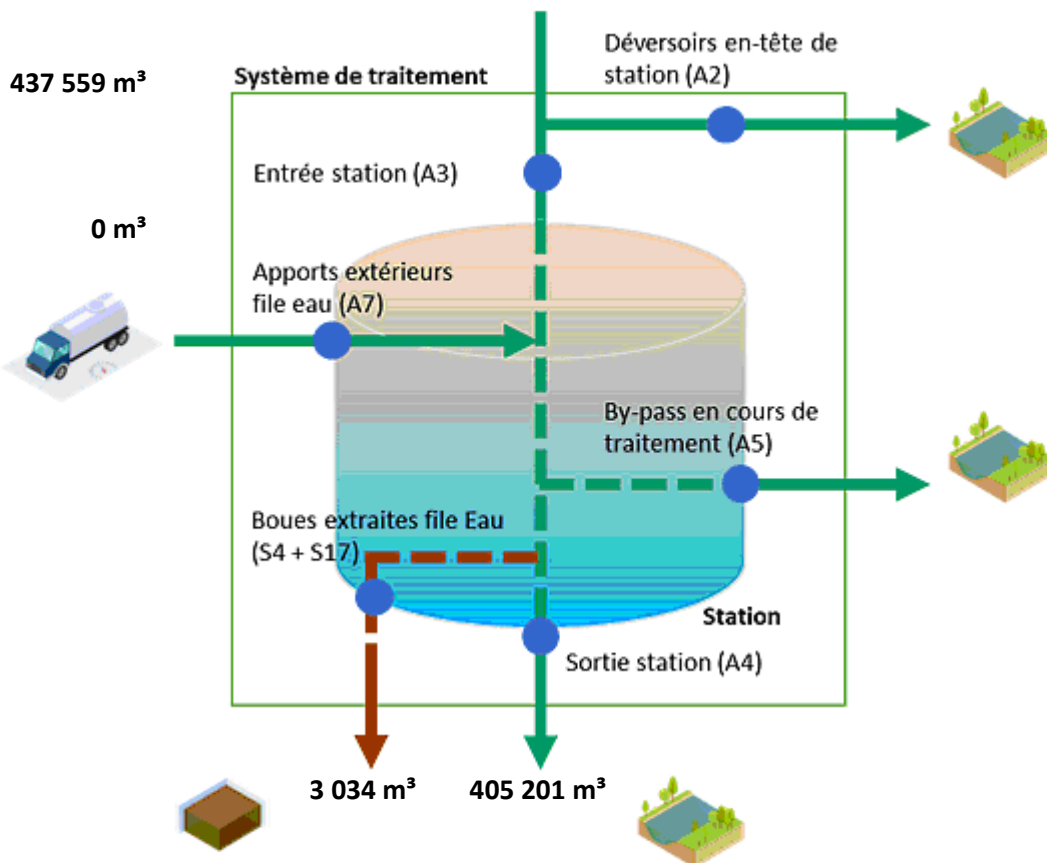 Déversoirs en-tête de
station (A2)
437 559 m³
Système de traitement
Entrée station (A3)
0 m³
Apports extérieurs
file eau (A7)
By-pass en cours de
traitement (A5)
Boues extraites file Eau
(S4 + S17)
Station
Sortie station (A4)
3 034 m³
405 201 m³